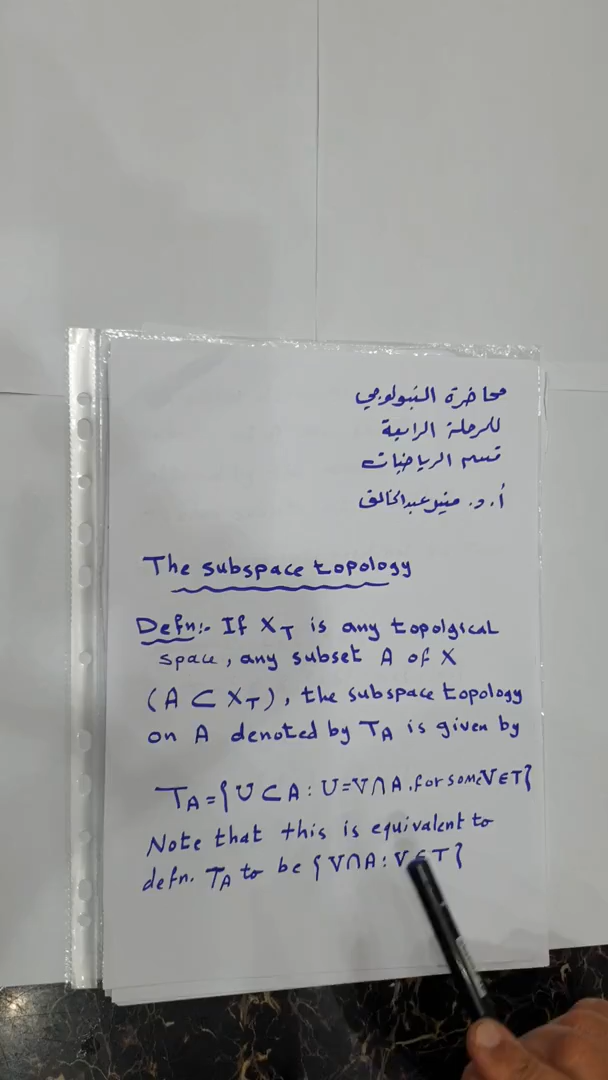 محاضرة التبولوجي
للمرحلة الرابعة
قسم الرياضيات
أ.د. منير عبدالخالق
The subspace topology
Defn:- If X_T is any topolgical
space, any subset A of X
(A ⊂ X_T), the subspace topology
on A denoted by T_A is given by
T_A = {U ⊂ A : U = V ∩ A, for some V ∈ T}
Note that this is equivalent to
defn. T_A to be {V ∩ A : V ∈ T}